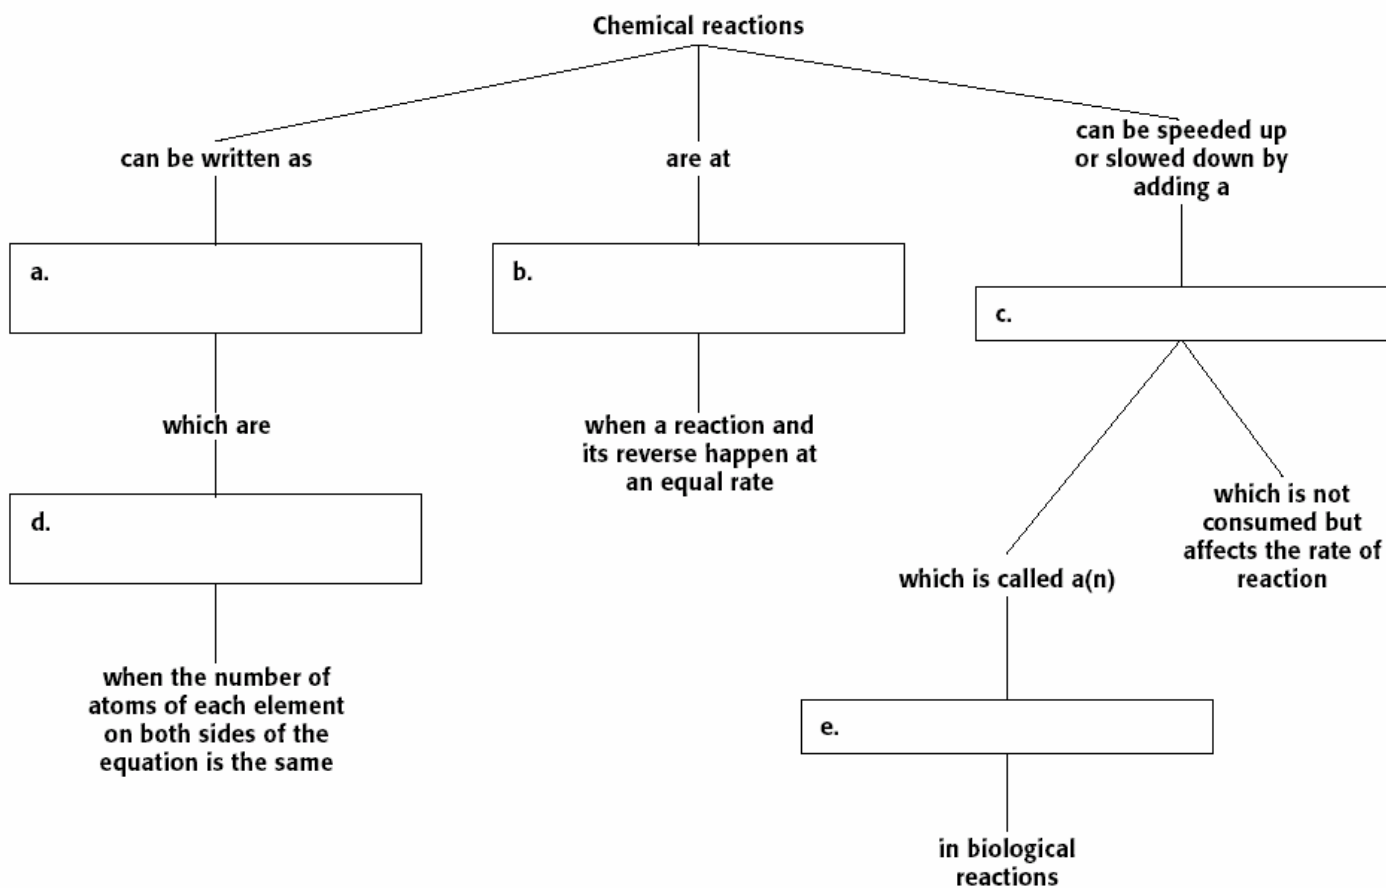 Chemical reactions
can be written as
are at
can be speeded up
or slowed down by
adding a
a.
b.
c.
which are
when a reaction and
its reverse happen at
an equal rate
d.
which is not
consumed but
affects the rate of
reaction
which is called a(n)
when the number of
atoms of each element
on both sides of the
equation is the same
e.
in biological
reactions